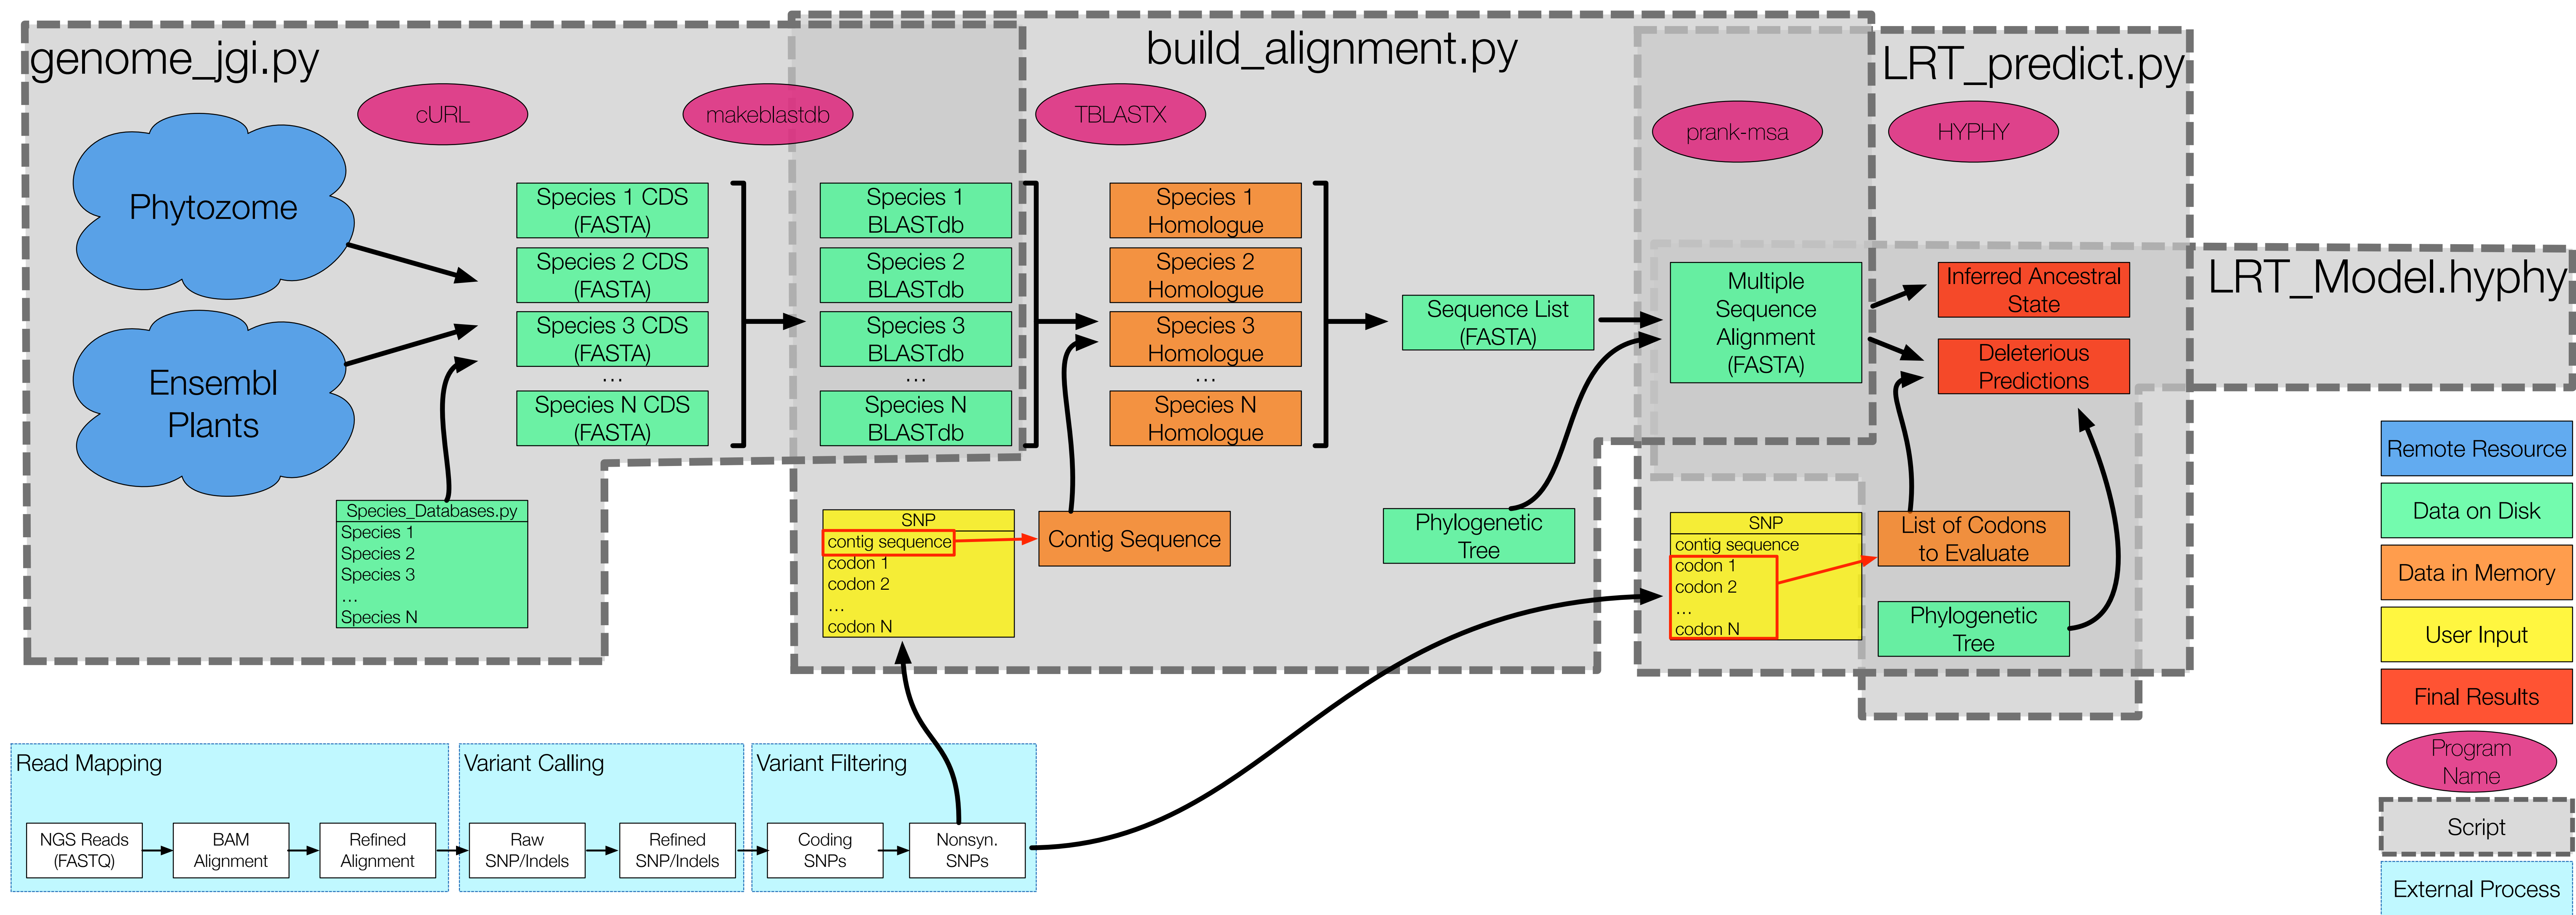 genome_jgi.py
build_alignment.py
LRT_predict.py
LRT_Model.hyphy
cURL
makeblastdb
TBLASTX
prank-msa
HYPHY
Phytozome
Ensembl
Plants
Species 1 CDS
(FASTA)
Species 2 CDS
(FASTA)
Species 3 CDS
(FASTA)
...
Species N CDS
(FASTA)
Species 1
BLASTdb
Species 2
BLASTdb
Species 3
BLASTdb
...
Species N
BLASTdb
Species 1
Homologue
Species 2
Homologue
Species 3
Homologue
...
Species N
Homologue
Sequence List
(FASTA)
Multiple
Sequence
Alignment
(FASTA)
Inferred Ancestral
State
Deleterious
Predictions
Species_Databases.py
Species 1
Species 2
Species 3
...
Species N
SNP
contig sequence
codon 1
codon 2
...
codon N
Contig Sequence
Phylogenetic
Tree
SNP
contig sequence
codon 1
codon 2
...
codon N
List of Codons
to Evaluate
Phylogenetic
Tree
Remote Resource
Data on Disk
Data in Memory
User Input
Final Results
Program
Name
Script
External Process
Read Mapping
NGS Reads
(FASTQ)
BAM
Alignment
Refined
Alignment
Variant Calling
Raw
SNP/Indels
Refined
SNP/Indels
Variant Filtering
Coding
SNPs
Nonsyn.
SNPs